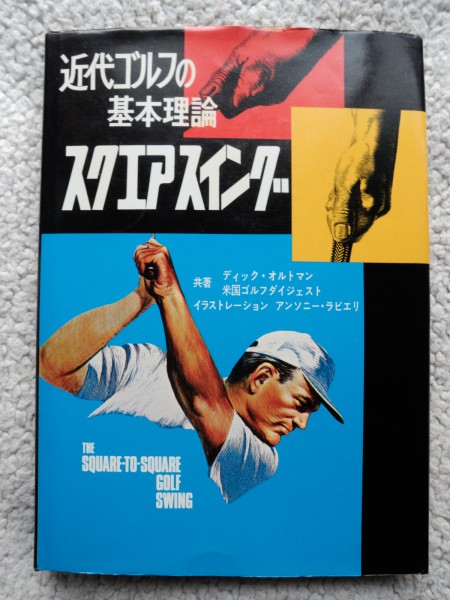 近代ゴルフの
基本理論
スクエアスイング
共著 ディック・オルトマン
米国ゴルフダイジェスト
イラストレーション アンソニー・ラビエリ
THE
SQUARE-TO-SQUARE
GOLF
SWING